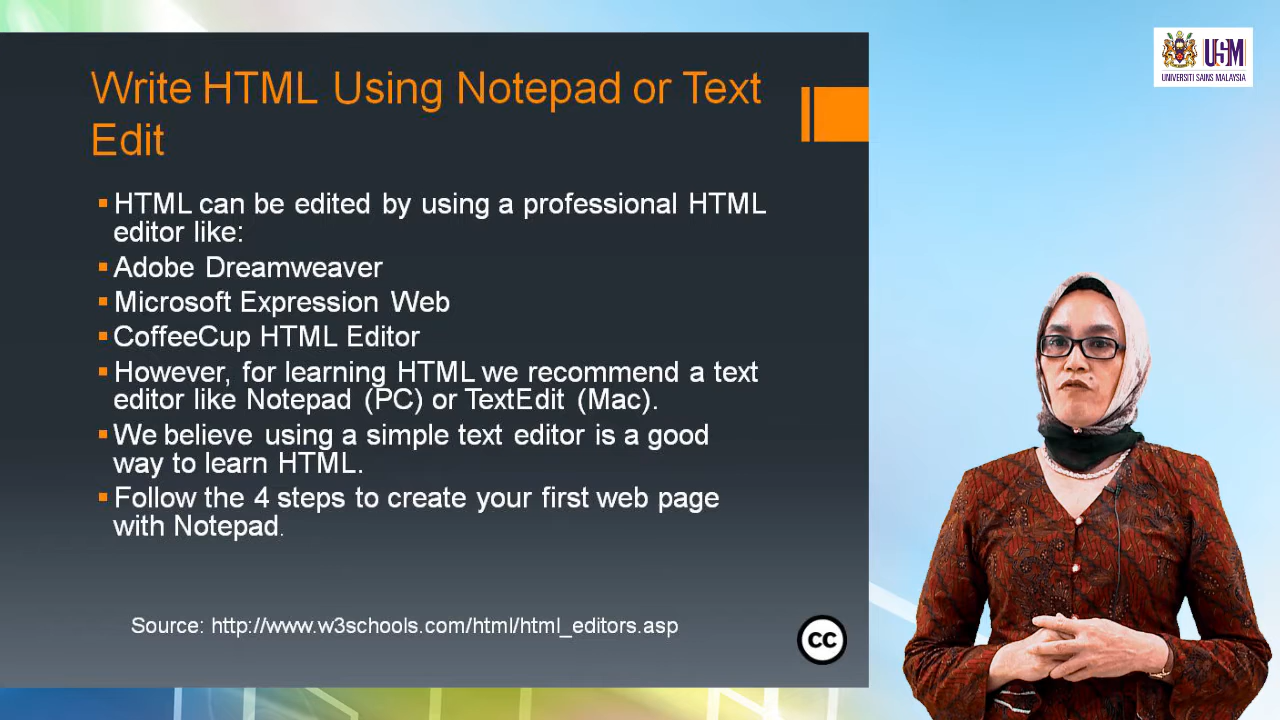 Write HTML Using Notepad or Text
Edit
HTML can be edited by using a professional HTML
editor like:
Adobe Dreamweaver
Microsoft Expression Web
CoffeeCup HTML Editor
However, for learning HTML we recommend a text
editor like Notepad (PC) or TextEdit (Mac).
We believe using a simple text editor is a good
way to learn HTML.
Follow the 4 steps to create your first web page
with Notepad.
Source: http://www.w3schools.com/html/html_editors.asp
cc
USM
UNIVERSITI SAINS MALAYSIA